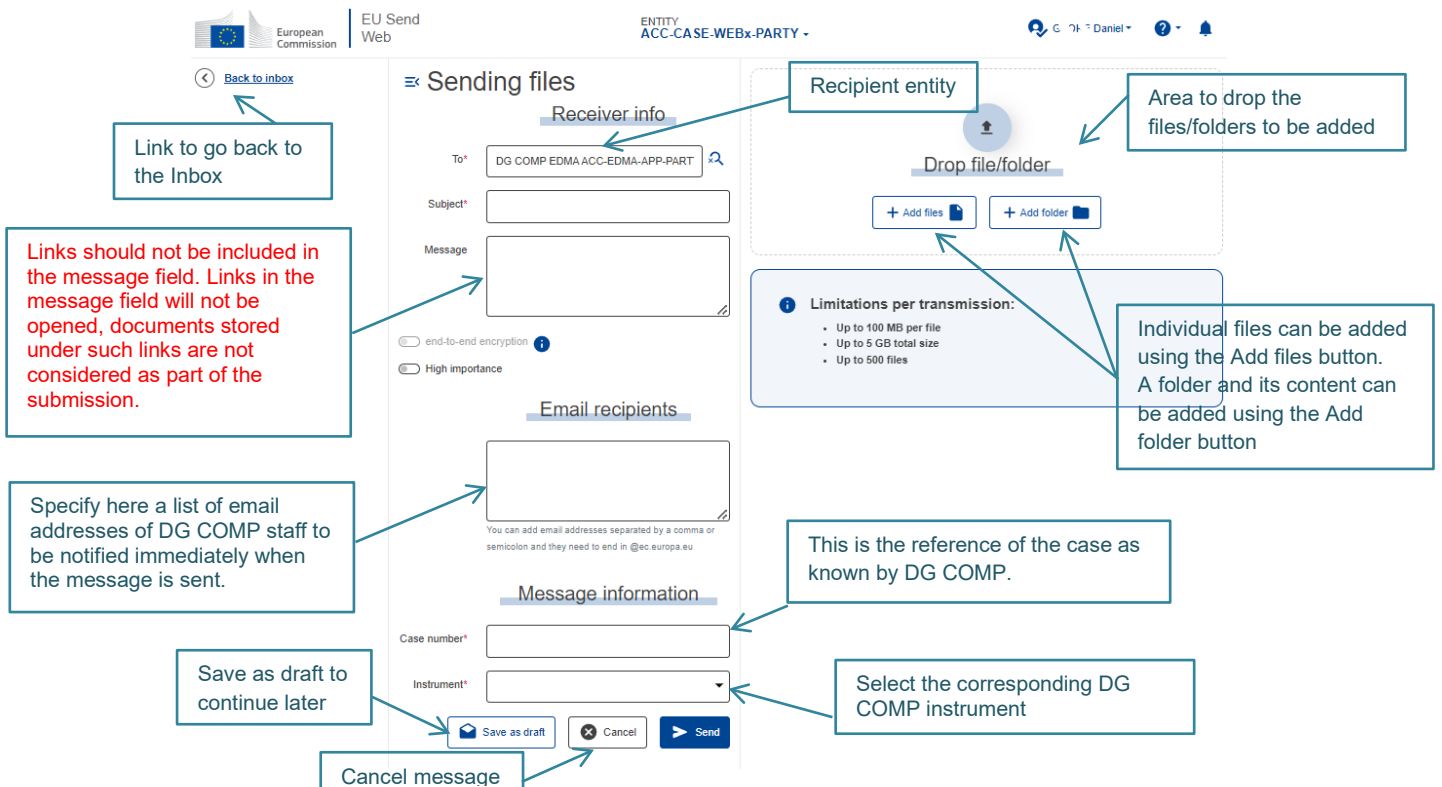 European
Commission
EU Send
Web
ENTITY
ACC-CASE-WEBx-PARTY
Daniel
Back to inbox
Link to go back to
the Inbox
Sending files
Receiver info
To*
DG COMP EDMA ACC-EDMA-APP-PART
Subject*
Message
Links should not be included in
the message field. Links in the
message field will not be
opened, documents stored
under such links are not
considered as part of the
submission.
end-to-end encryption
High importance
Email recipients
Specify here a list of email
addresses of DG COMP staff to
be notified immediately when
the message is sent.
You can add email addresses separated by a comma or
semicolon and they need to end in @ec.europa.eu
Message information
Case number*
Instrument*
Save as draft to
continue later
Save as draft
Cancel
Send
Cancel message
Recipient entity
Area to drop the
files/folders to be added
Drop file/folder
+ Add files
+ Add folder
Limitations per transmission:
• Up to 100 MB per file
• Up to 5 GB total size
• Up to 500 files
Individual files can be added
using the Add files button.
A folder and its content can
be added using the Add
folder button
This is the reference of the case as
known by DG COMP.
Select the corresponding DG
COMP instrument